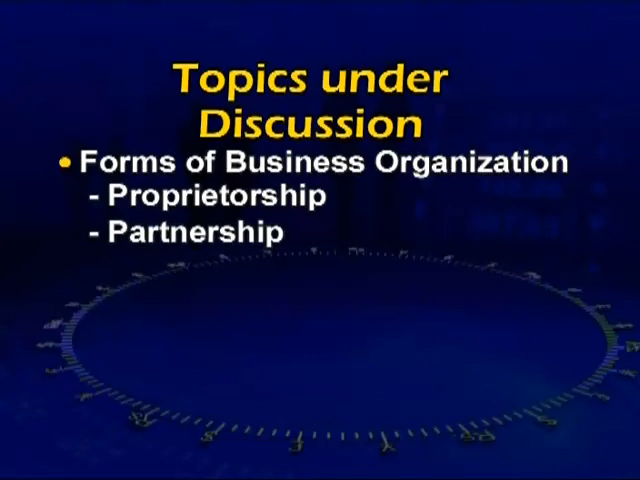 Topics under
Discussion
• Forms of Business Organization
- Proprietorship
- Partnership